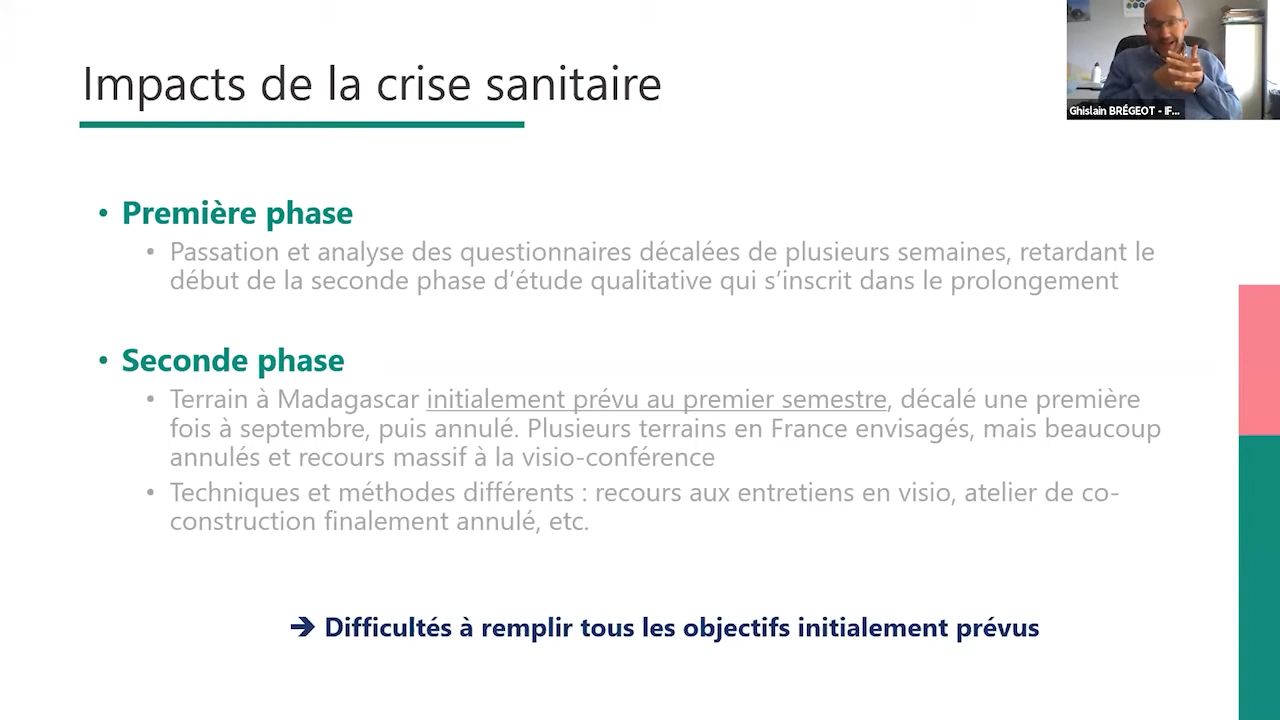 Impacts de la crise sanitaire
Ghislain BRÉGEOT - IF...
• Première phase
• Passation et analyse des questionnaires décalées de plusieurs semaines, retardant le
début de la seconde phase d’étude qualitative qui s’inscrit dans le prolongement
• Seconde phase
• Terrain à Madagascar initialement prévu au premier semestre, décalé une première
fois à septembre, puis annulé. Plusieurs terrains en France envisagés, mais beaucoup
annulés et recours massif à la visio-conférence
• Techniques et méthodes différents : recours aux entretiens en visio, atelier de co-
construction finalement annulé, etc.
➔ Difficultés à remplir tous les objectifs initialement prévus